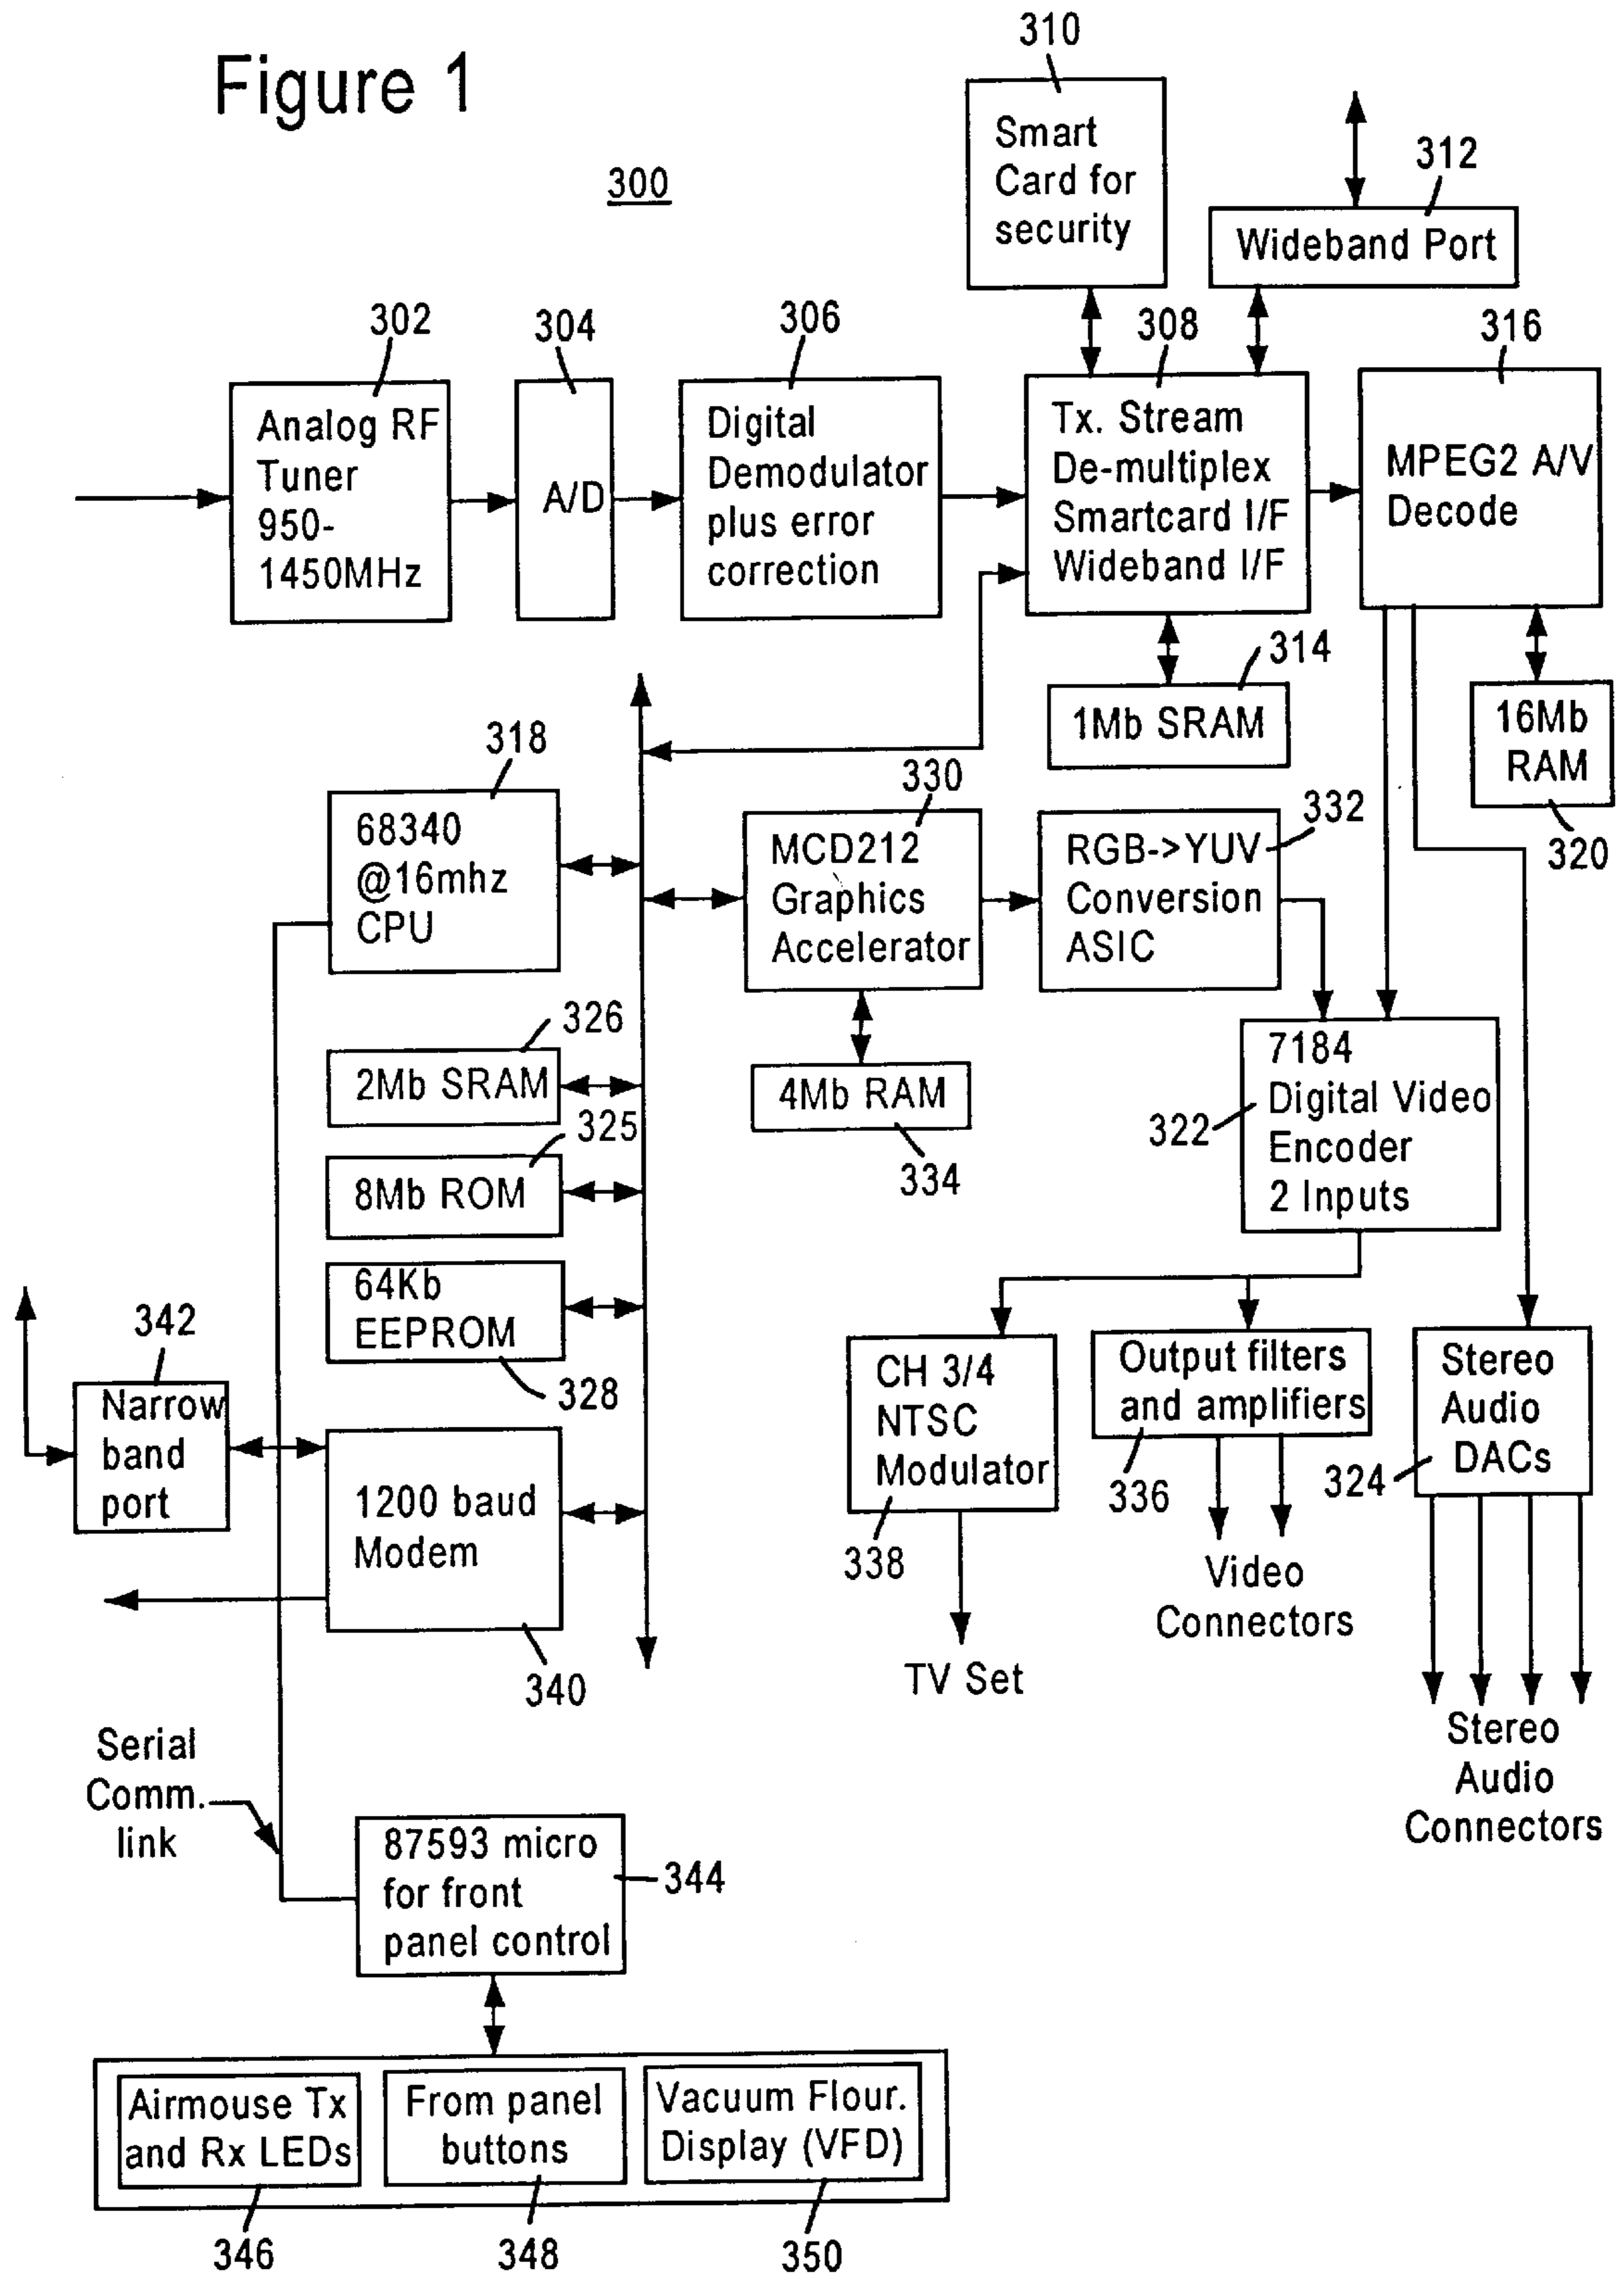 Figure 1
300
310
Smart
Card for
security
312
Wideband Port
302
Analog RF
Tuner
950-
1450MHz
304
A/D
306
Digital
Demodulator
plus error
correction
308
Tx. Stream
De-multiplex
Smartcard I/F
Wideband I/F
316
MPEG2 A/V
Decode
314
1Mb SRAM
16Mb
RAM
320
318
68340
@16mhz
CPU
330
MCD212
Graphics
Accelerator
332
RGB->YUV
Conversion
ASIC
326
2Mb SRAM
325
8Mb ROM
64Kb
EEPROM
328
4Mb RAM
334
7184
Digital Video
Encoder
2 Inputs
322
342
Narrow
band
port
1200 baud
Modem
340
CH 3/4
NTSC
Modulator
338
TV Set
Output filters
and amplifiers
336
Video
Connectors
Stereo
Audio
DACs
324
Stereo
Audio
Connectors
Serial
Comm.
link
87593 micro
for front
panel control
344
Airmouse Tx
and Rx LEDs
346
From panel
buttons
348
Vacuum Flour.
Display (VFD)
350